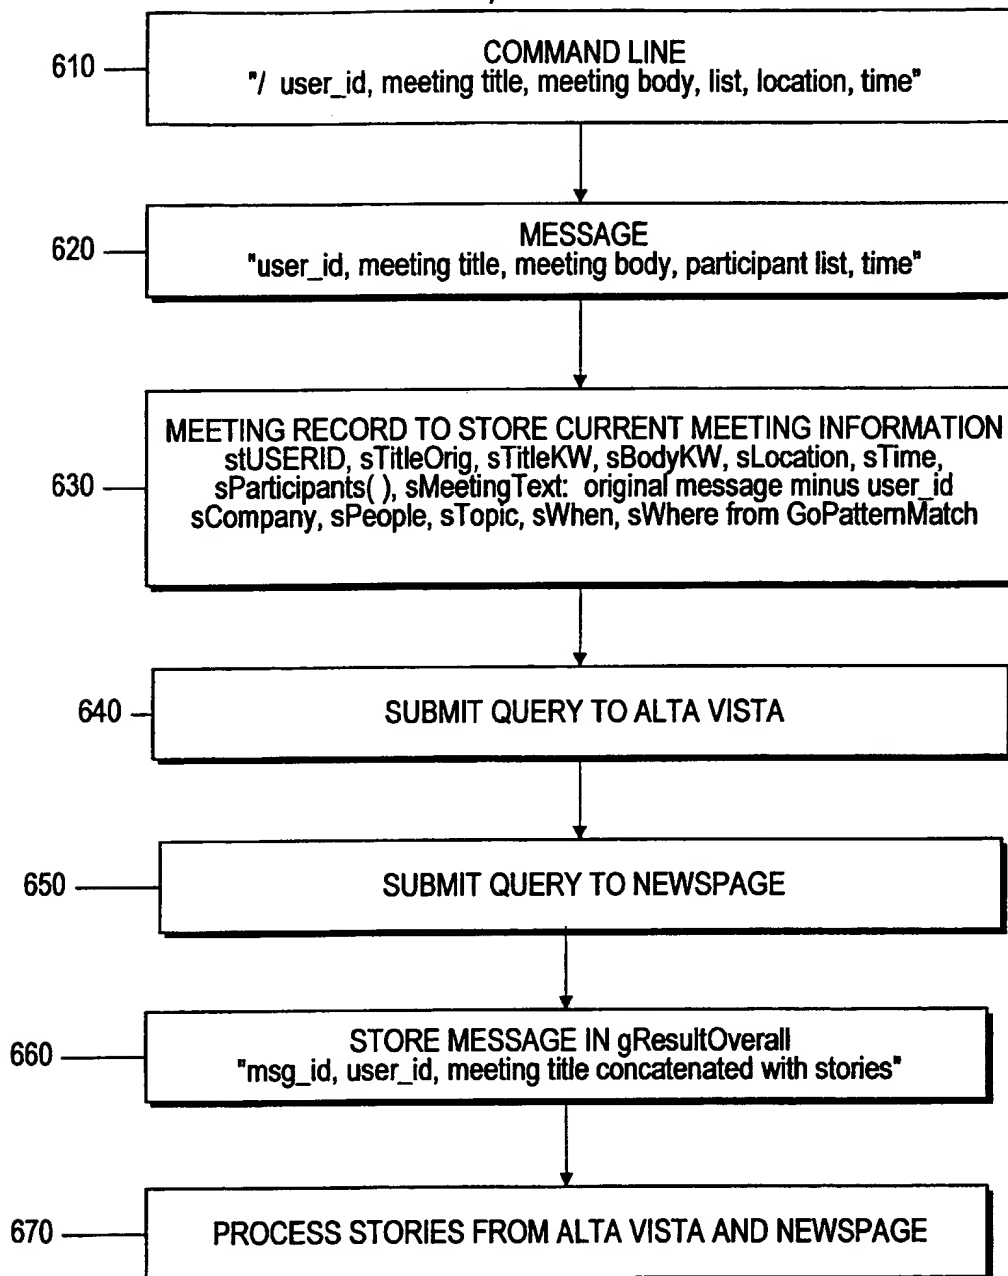 610
COMMAND LINE
"/ user_id, meeting title, meeting body, list, location, time"
620
MESSAGE
"user_id, meeting title, meeting body, participant list, time"
630
MEETING RECORD TO STORE CURRENT MEETING INFORMATION
stUSERID, sTitleOrig, sTitleKW, sBodyKW, sLocation, sTime,
sParticipants( ), sMeetingText: original message minus user_id
sCompany, sPeople, sTopic, sWhen, sWhere from GoPatternMatch
640
SUBMIT QUERY TO ALTA VISTA
650
SUBMIT QUERY TO NEWSPAGE
660
STORE MESSAGE IN gResultOverall
"msg_id, user_id, meeting title concatenated with stories"
670
PROCESS STORIES FROM ALTA VISTA AND NEWSPAGE